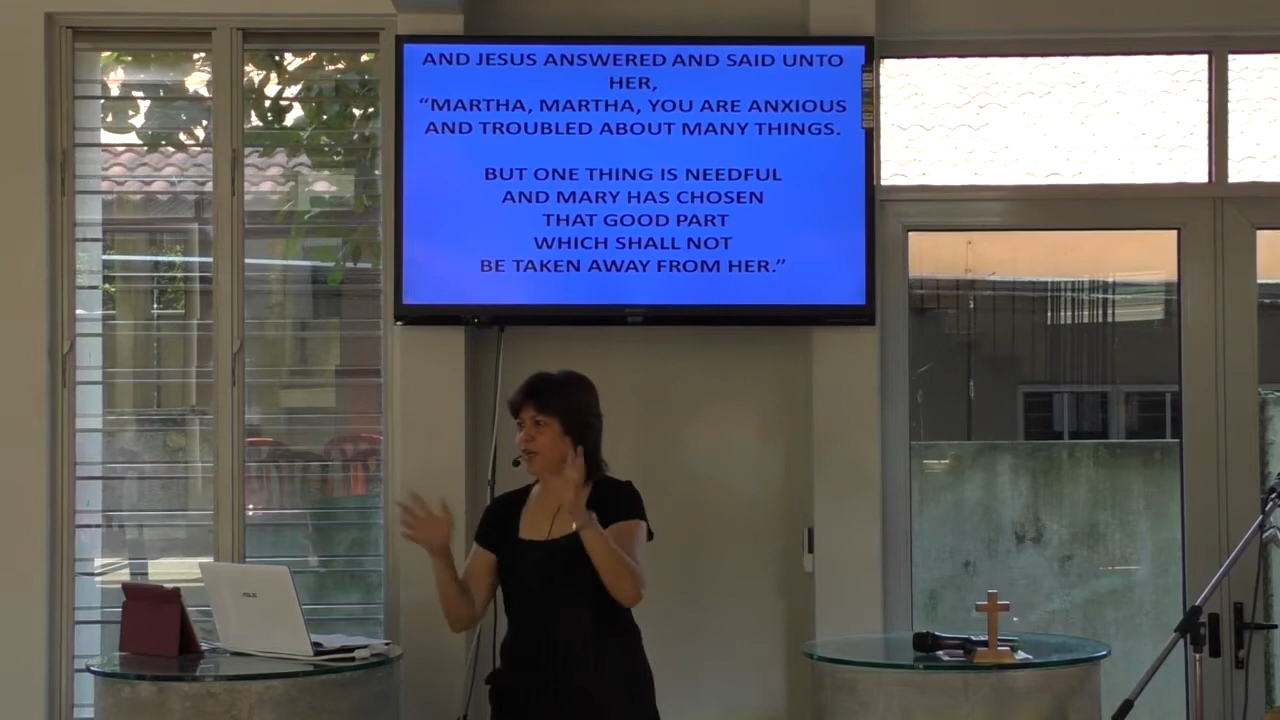 AND JESUS ANSWERED AND SAID UNTO
HER,
“MARTHA, MARTHA, YOU ARE ANXIOUS
AND TROUBLED ABOUT MANY THINGS.
BUT ONE THING IS NEEDFUL
AND MARY HAS CHOSEN
THAT GOOD PART
WHICH SHALL NOT
BE TAKEN AWAY FROM HER.”
ASUS